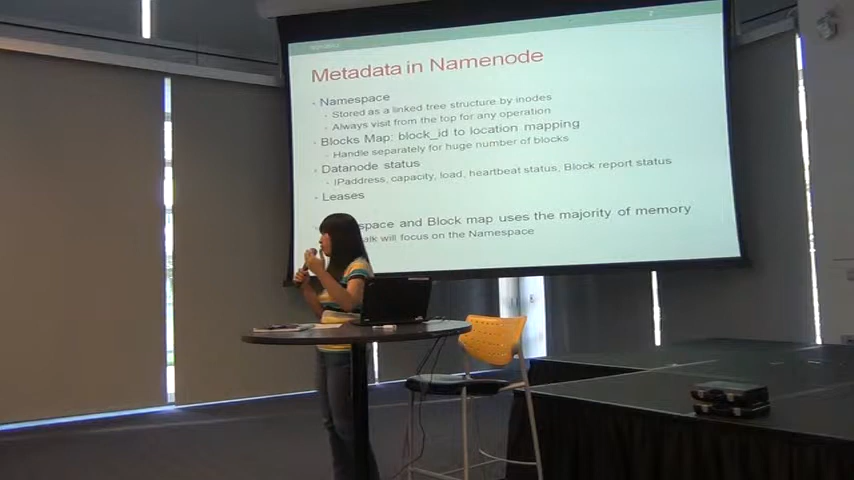 Metadata in Namenode
• Namespace
• Stored as a linked tree structure by inodes
• Always visit from the top for any operation
• Blocks Map: block_id to location mapping
• Handle separately for huge number of blocks
• Datanode status
• IPaddress, capacity, load, heartbeat status, Block report status
• Leases
space and Block map uses the majority of memory
talk will focus on the Namespace